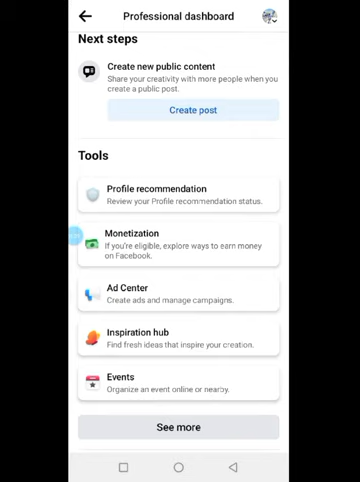 Professional dashboard
Next steps
Create new public content
Share your creativity with more people when you
create a public post.
Create post
Tools
Profile recommendation
Review your Profile recommendation status.
Monetization
If you're eligible, explore ways to earn money
on Facebook.
Ad Center
Create ads and manage campaigns.
Inspiration hub
Find fresh ideas that inspire your creation.
Events
Organize an event online or nearby.
See more